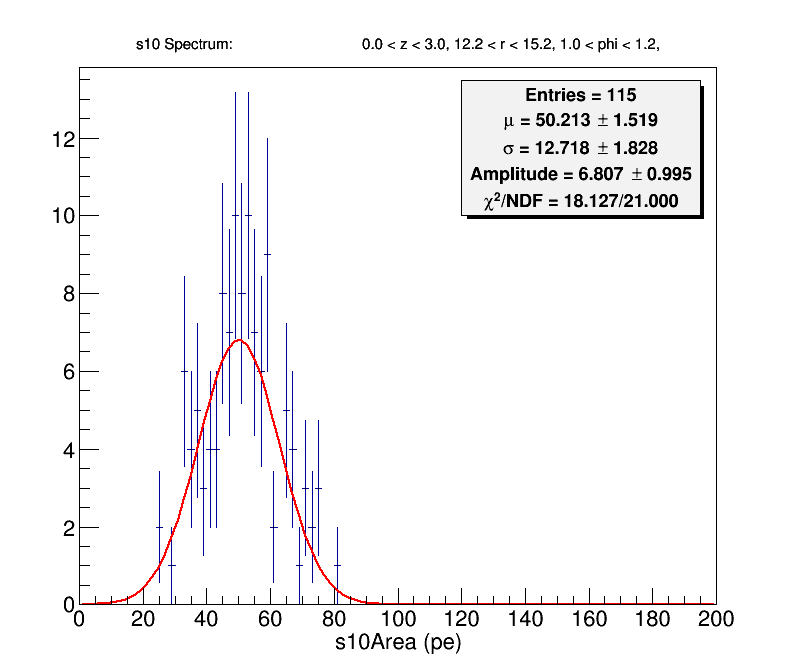 s10 Spectrum: 0.0 < z < 3.0, 12.2 < r < 15.2, 1.0 < phi < 1.2,
Entries = 115
μ = 50.213 ± 1.519
σ = 12.718 ± 1.828
Amplitude = 6.807 ± 0.995
χ²/NDF = 18.127/21.000
12
10
8
6
4
2
0
0 20 40 60 80 100 120 140 160 180 200
s10Area (pe)